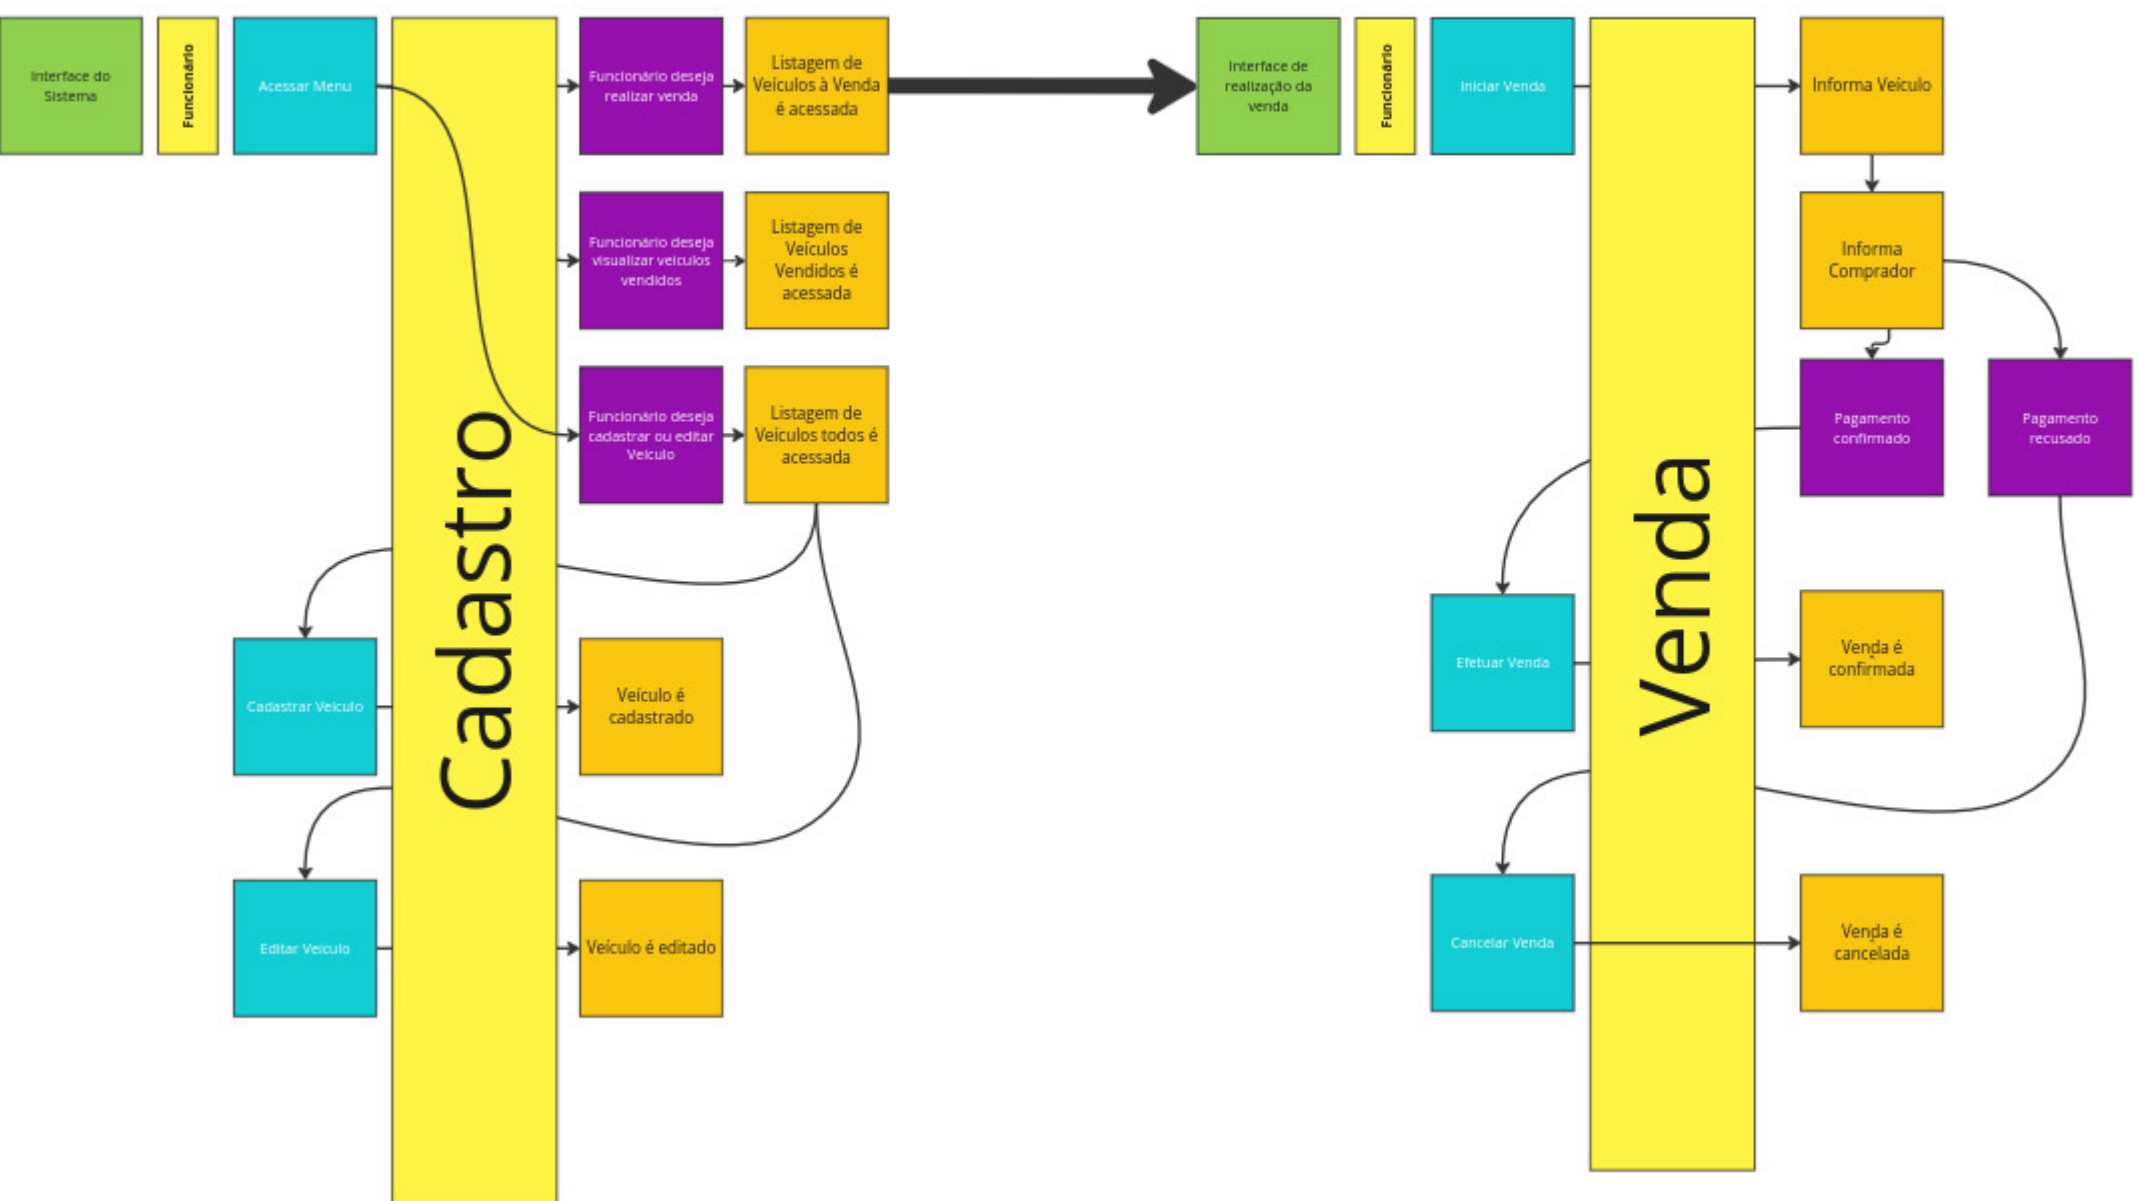 Interface do
Sistema
Funcionário
Acessar Menu
Funcionário deseja
realizar venda
Listagem de
Veículos à Venda
é acessada
Funcionário deseja
visualizar veículos
vendidos
Listagem de
Veículos
Vendidos é
acessada
Funcionário deseja
cadastrar ou editar
Veículo
Listagem de
Veículos todos é
acessada
Cadastro
Cadastrar Veículo
Veículo é
cadastrado
Editar Veículo
Veículo é editado
Interface de
realização da
venda
Funcionário
Iniciar Venda
Informa Veículo
Informa
Comprador
Pagamento
confirmado
Pagamento
recusado
Venda
Efetuar Venda
Venda é
confirmada
Cancelar Venda
Venda é
cancelada